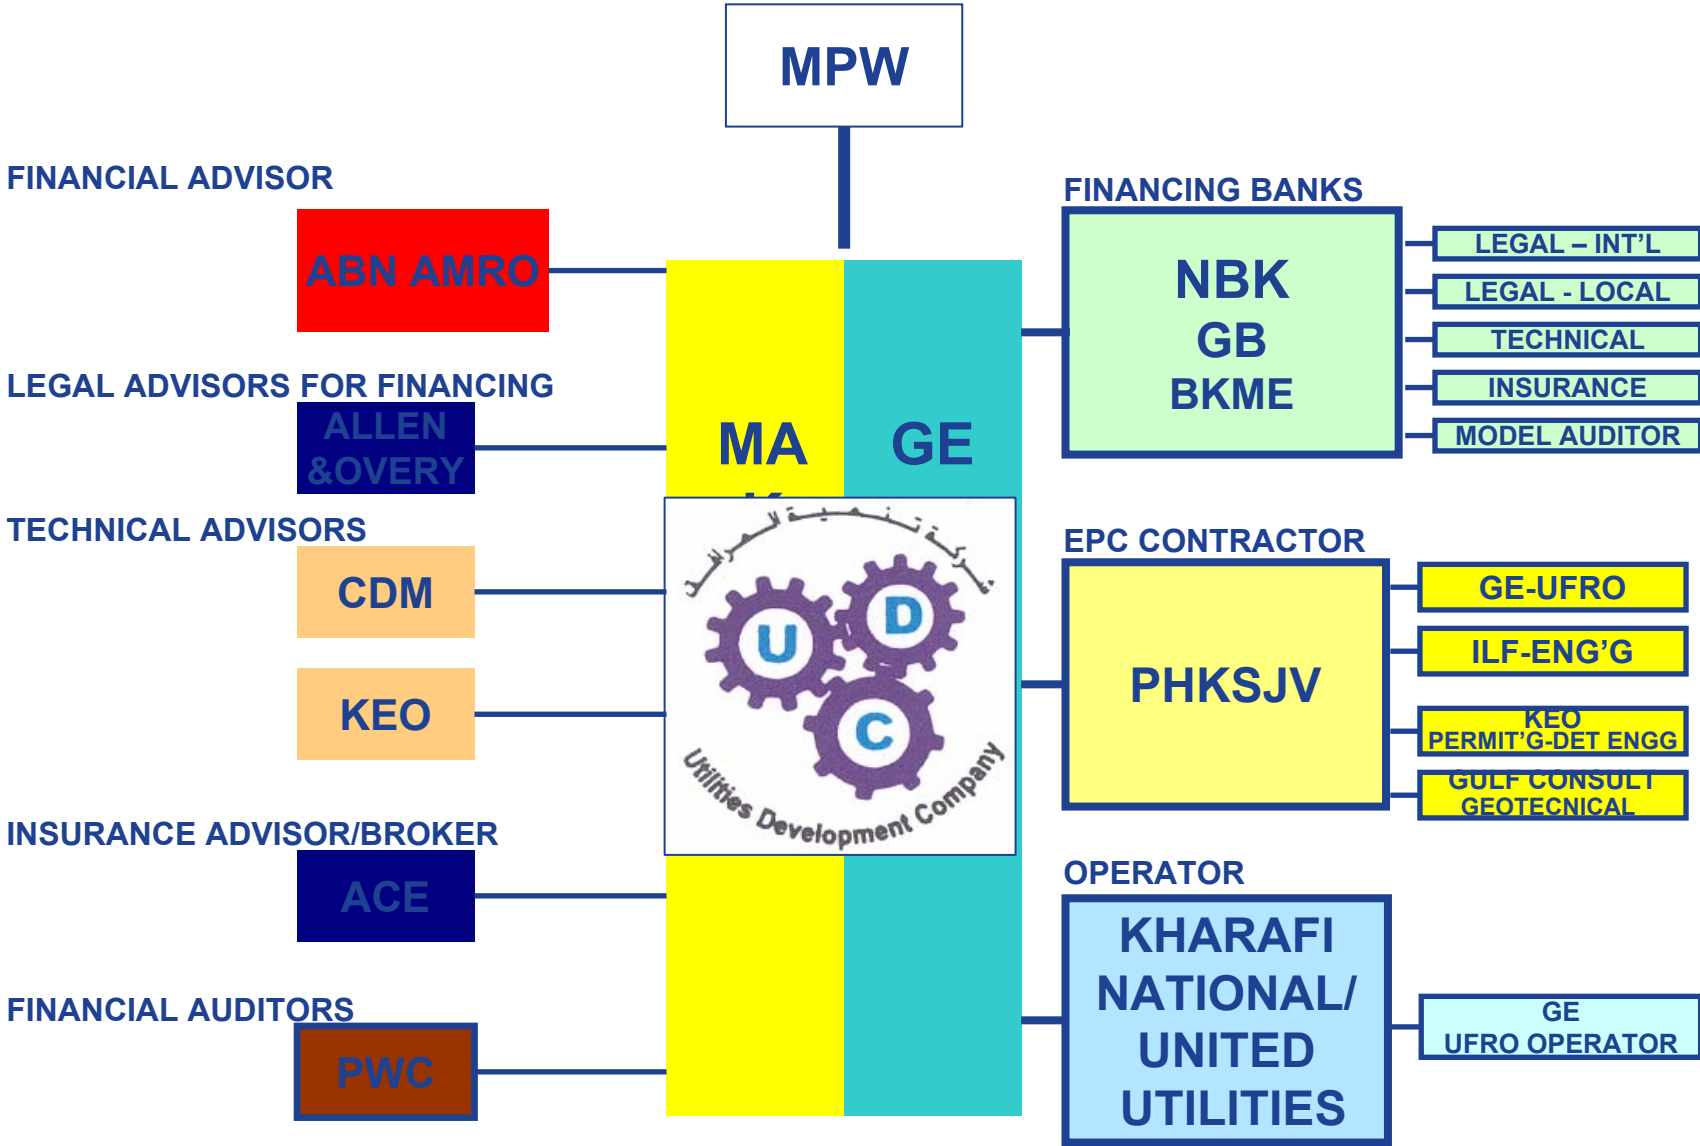 MPW
FINANCIAL ADVISOR
ABN AMRO
LEGAL ADVISORS FOR FINANCING
ALLEN
&OVERY
TECHNICAL ADVISORS
CDM
KEO
INSURANCE ADVISOR/BROKER
ACE
FINANCIAL AUDITORS
PWC
MA
GE
شركة تنمية المرافق
U
D
C
Utilities Development Company
FINANCING BANKS
NBK
GB
BKME
LEGAL – INT’L
LEGAL - LOCAL
TECHNICAL
INSURANCE
MODEL AUDITOR
EPC CONTRACTOR
PHKSJV
GE-UFRO
ILF-ENG’G
KEO
PERMIT’G-DET ENGG
GULF CONSULT
GEOTECNICAL
OPERATOR
KHARAFI
NATIONAL/
UNITED
UTILITIES
GE
UFRO OPERATOR